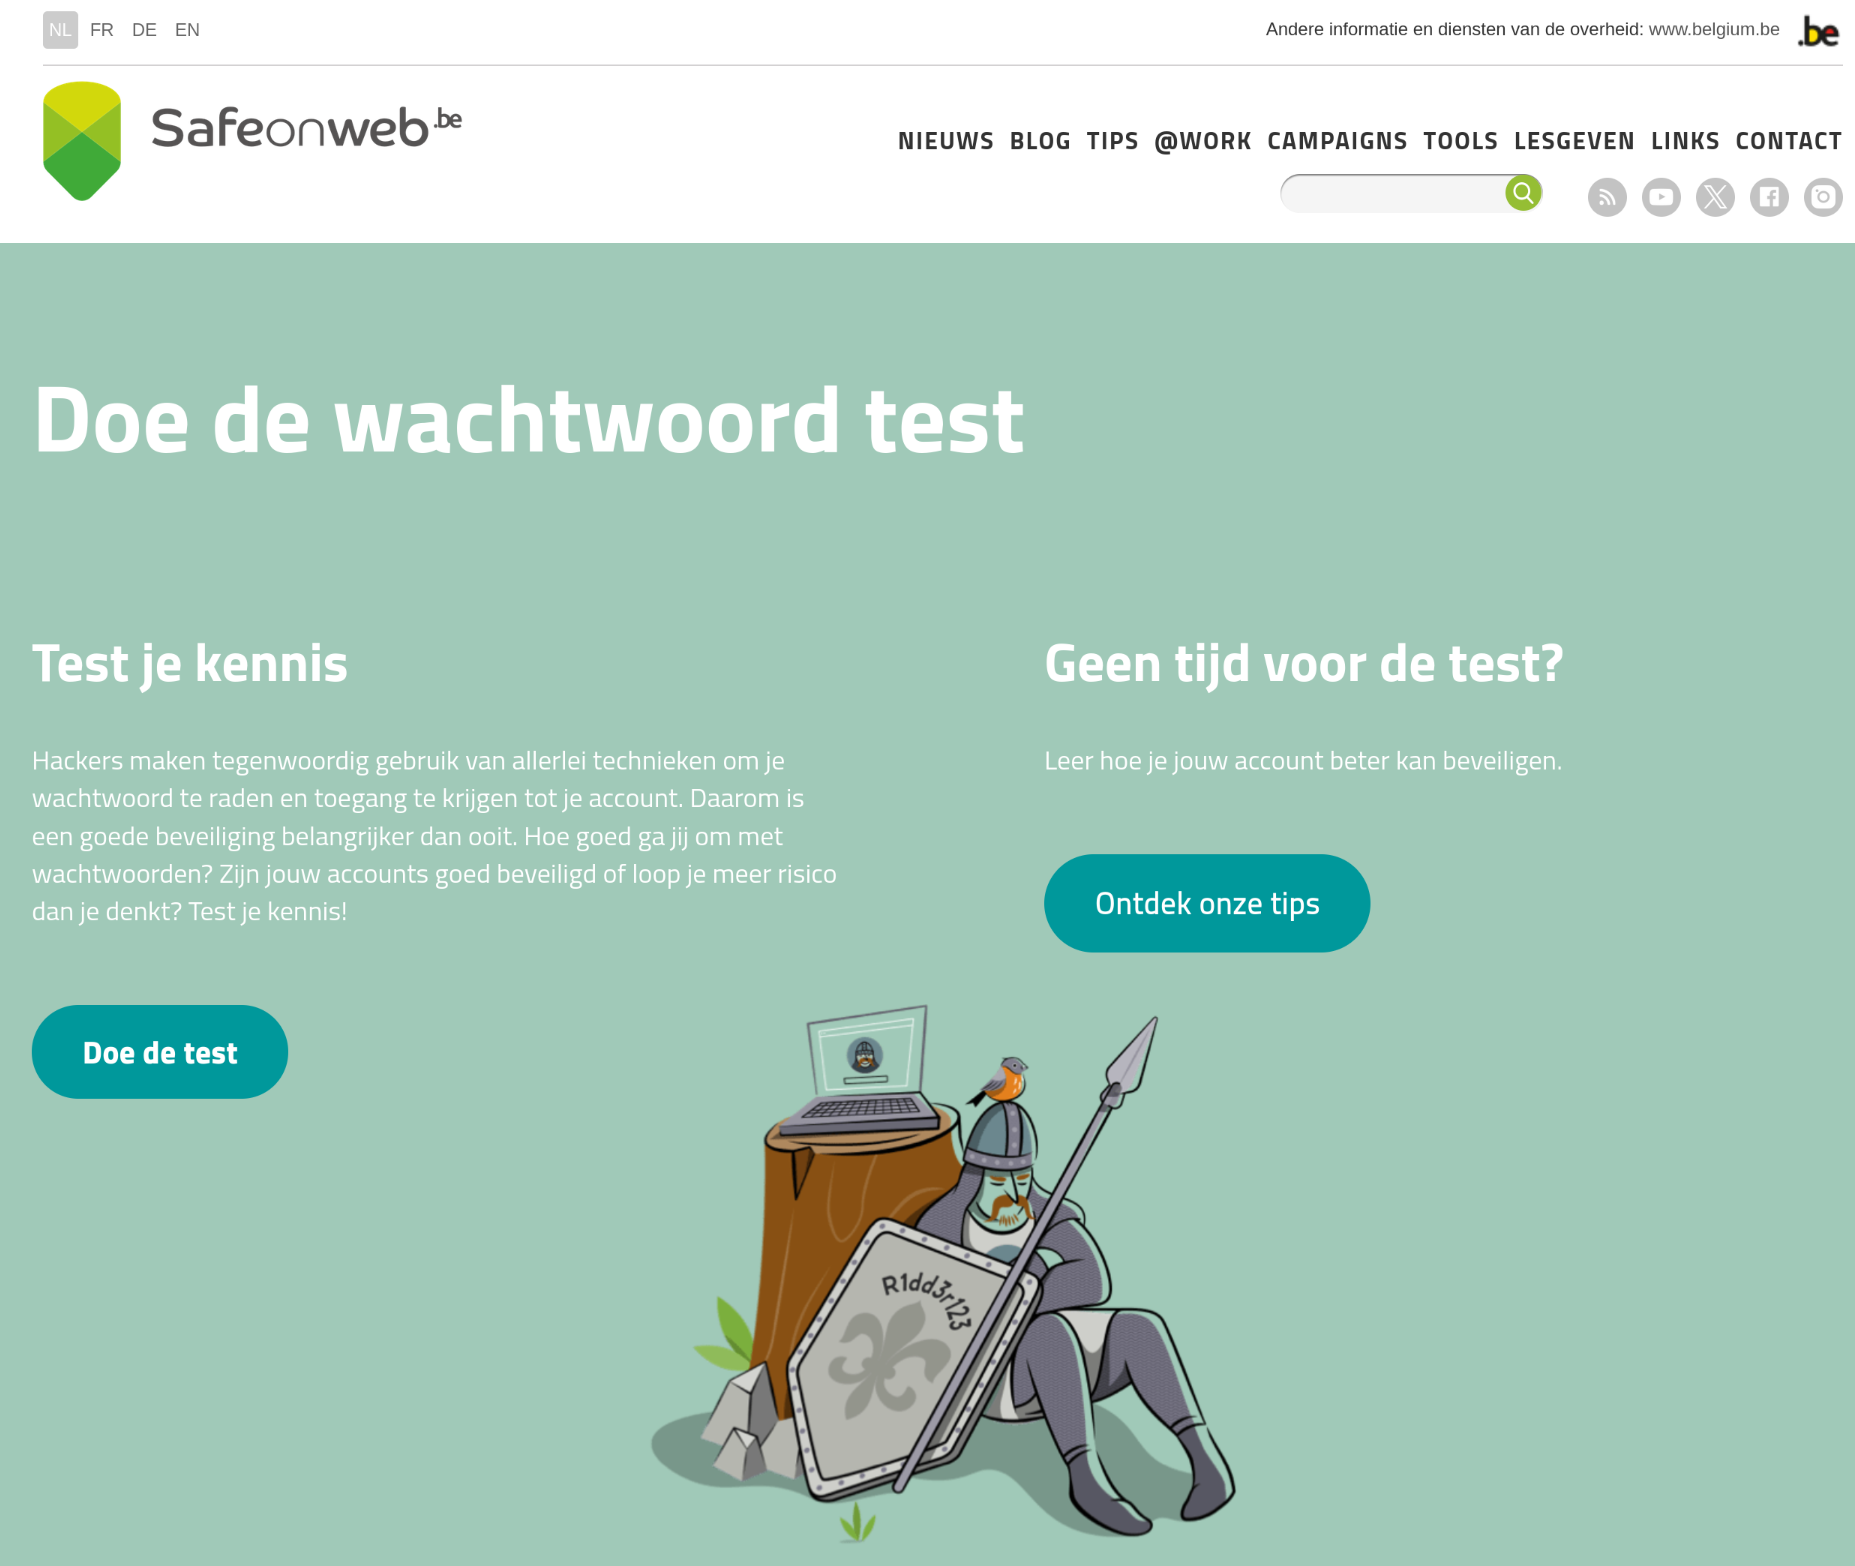 NL FR DE EN
Andere informatie en diensten van de overheid: www.belgium.be .be
Safeonweb.be
NIEUWS BLOG TIPS @WORK CAMPAIGNS TOOLS LESGEVEN LINKS CONTACT
Doe de wachtwoord test
Test je kennis
Hackers maken tegenwoordig gebruik van allerlei technieken om je
wachtwoord te raden en toegang te krijgen tot je account. Daarom is
een goede beveiliging belangrijker dan ooit. Hoe goed ga jij om met
wachtwoorden? Zijn jouw accounts goed beveiligd of loop je meer risico
dan je denkt? Test je kennis!
Doe de test
Geen tijd voor de test?
Leer hoe je jouw account beter kan beveiligen.
Ontdek onze tips
R1dd3r123